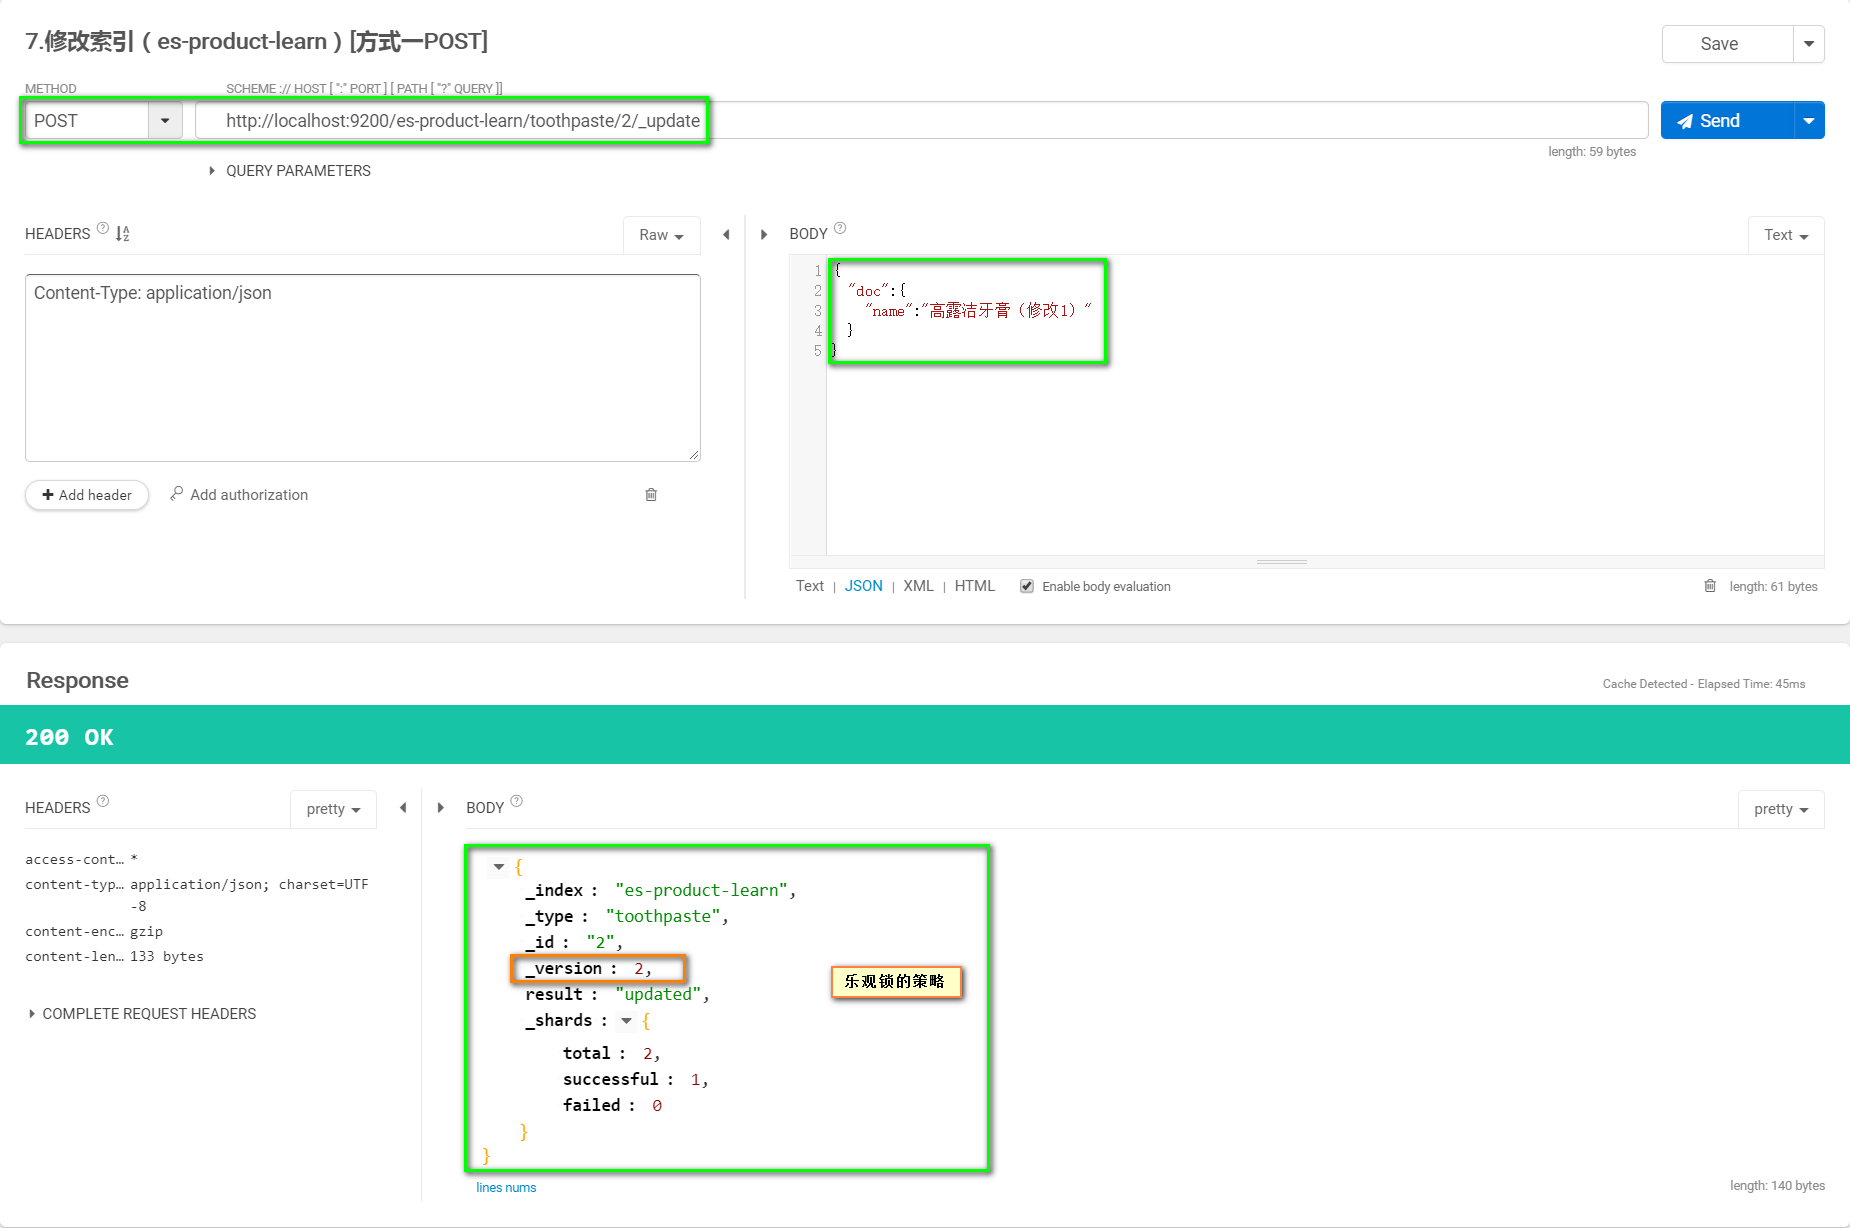 7.修改索引（es-product-learn）[方式一POST]
Save
METHOD
SCHEME :// HOST [ ":" PORT ] [ PATH [ "?" QUERY ]]
POST
http://localhost:9200/es-product-learn/toothpaste/2/_update
Send
length: 59 bytes
QUERY PARAMETERS
HEADERS
Raw
BODY
Text
Content-Type: application/json
1 {
2 "doc":{
3 "name":"高露洁牙膏（修改1）"
4 }
5 }
Add header
Add authorization
Text | JSON | XML | HTML
Enable body evaluation
length: 61 bytes
Response
Cache Detected - Elapsed Time: 45ms
200 OK
HEADERS
pretty
BODY
pretty
access-cont… *
content-typ… application/json; charset=UTF
-8
content-enc… gzip
content-len… 133 bytes
COMPLETE REQUEST HEADERS
{
_index : "es-product-learn",
_type : "toothpaste",
_id : "2",
_version : 2,
乐观锁的策略
result : "updated",
_shards : {
total : 2,
successful : 1,
failed : 0
}
}
lines nums
length: 140 bytes